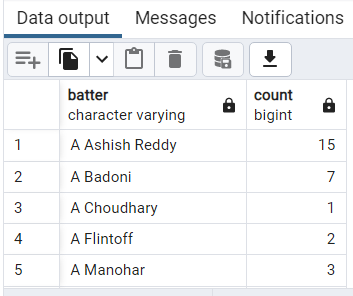 Data output Messages Notifications
batter count
character varying bigint
1 A Ashish Reddy 15
2 A Badoni 7
3 A Choudhary 1
4 A Flintoff 2
5 A Manohar 3